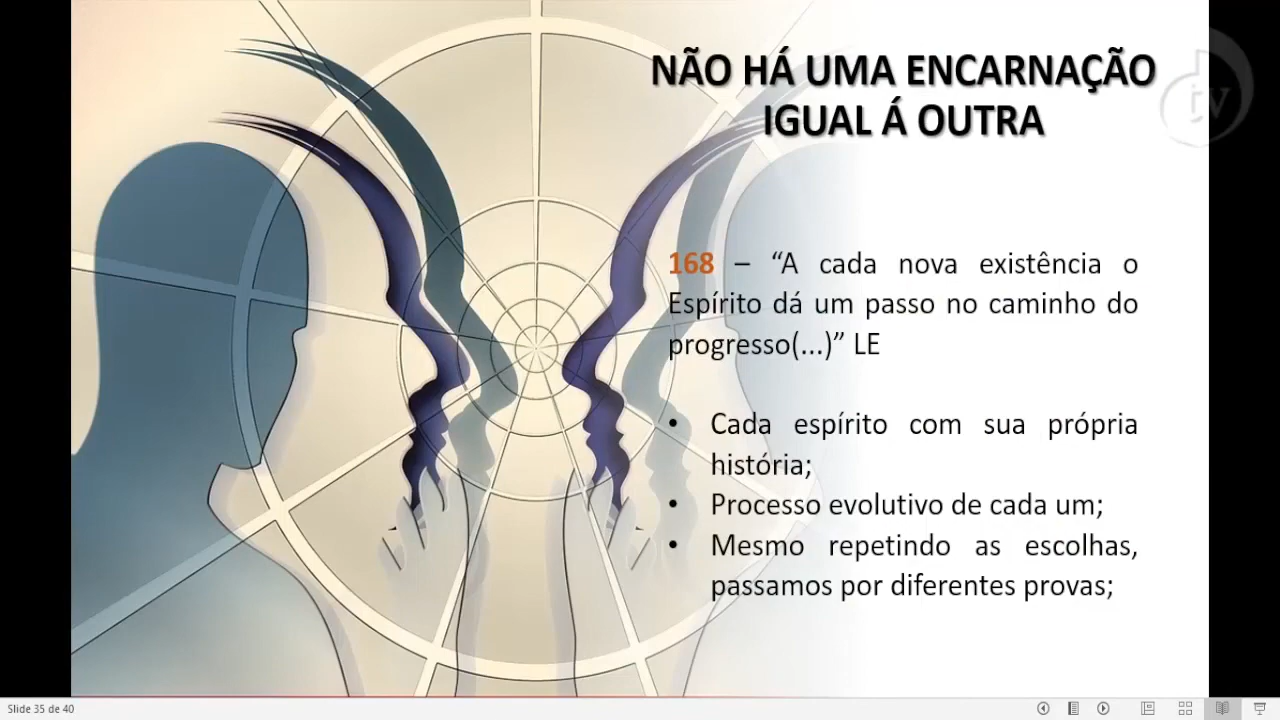 NÃO HÁ UMA ENCARNAÇÃO
IGUAL Á OUTRA
tv
168 – “A cada nova existência o
Espírito dá um passo no caminho do
progresso(...)” LE
• Cada espírito com sua própria
história;
• Processo evolutivo de cada um;
• Mesmo repetindo as escolhas,
passamos por diferentes provas;
Slide 35 de 40